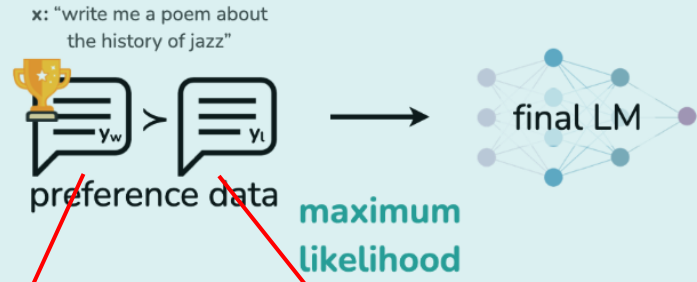 x: “write me a poem about
the history of jazz”
yw ≻ yl
preference data
final LM
maximum
likelihood